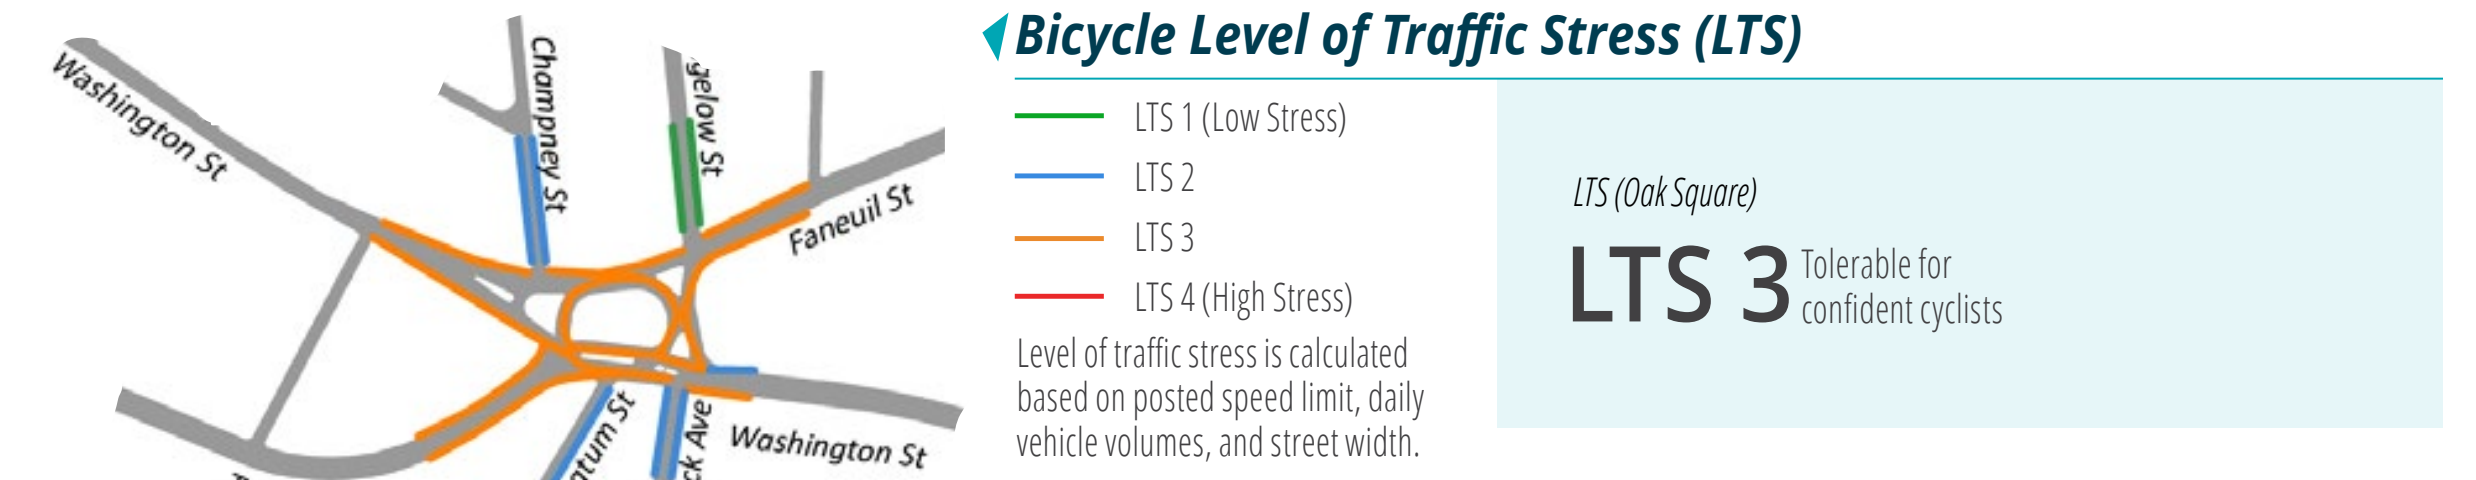 Washington St
Champney St
gelow St
Faneuil St
Washington St
ck Ave
tum St
Bicycle Level of Traffic Stress (LTS)
LTS 1 (Low Stress)
LTS 2
LTS 3
LTS 4 (High Stress)
Level of traffic stress is calculated
based on posted speed limit, daily
vehicle volumes, and street width.
LTS (Oak Square)
LTS 3
Tolerable for
confident cyclists